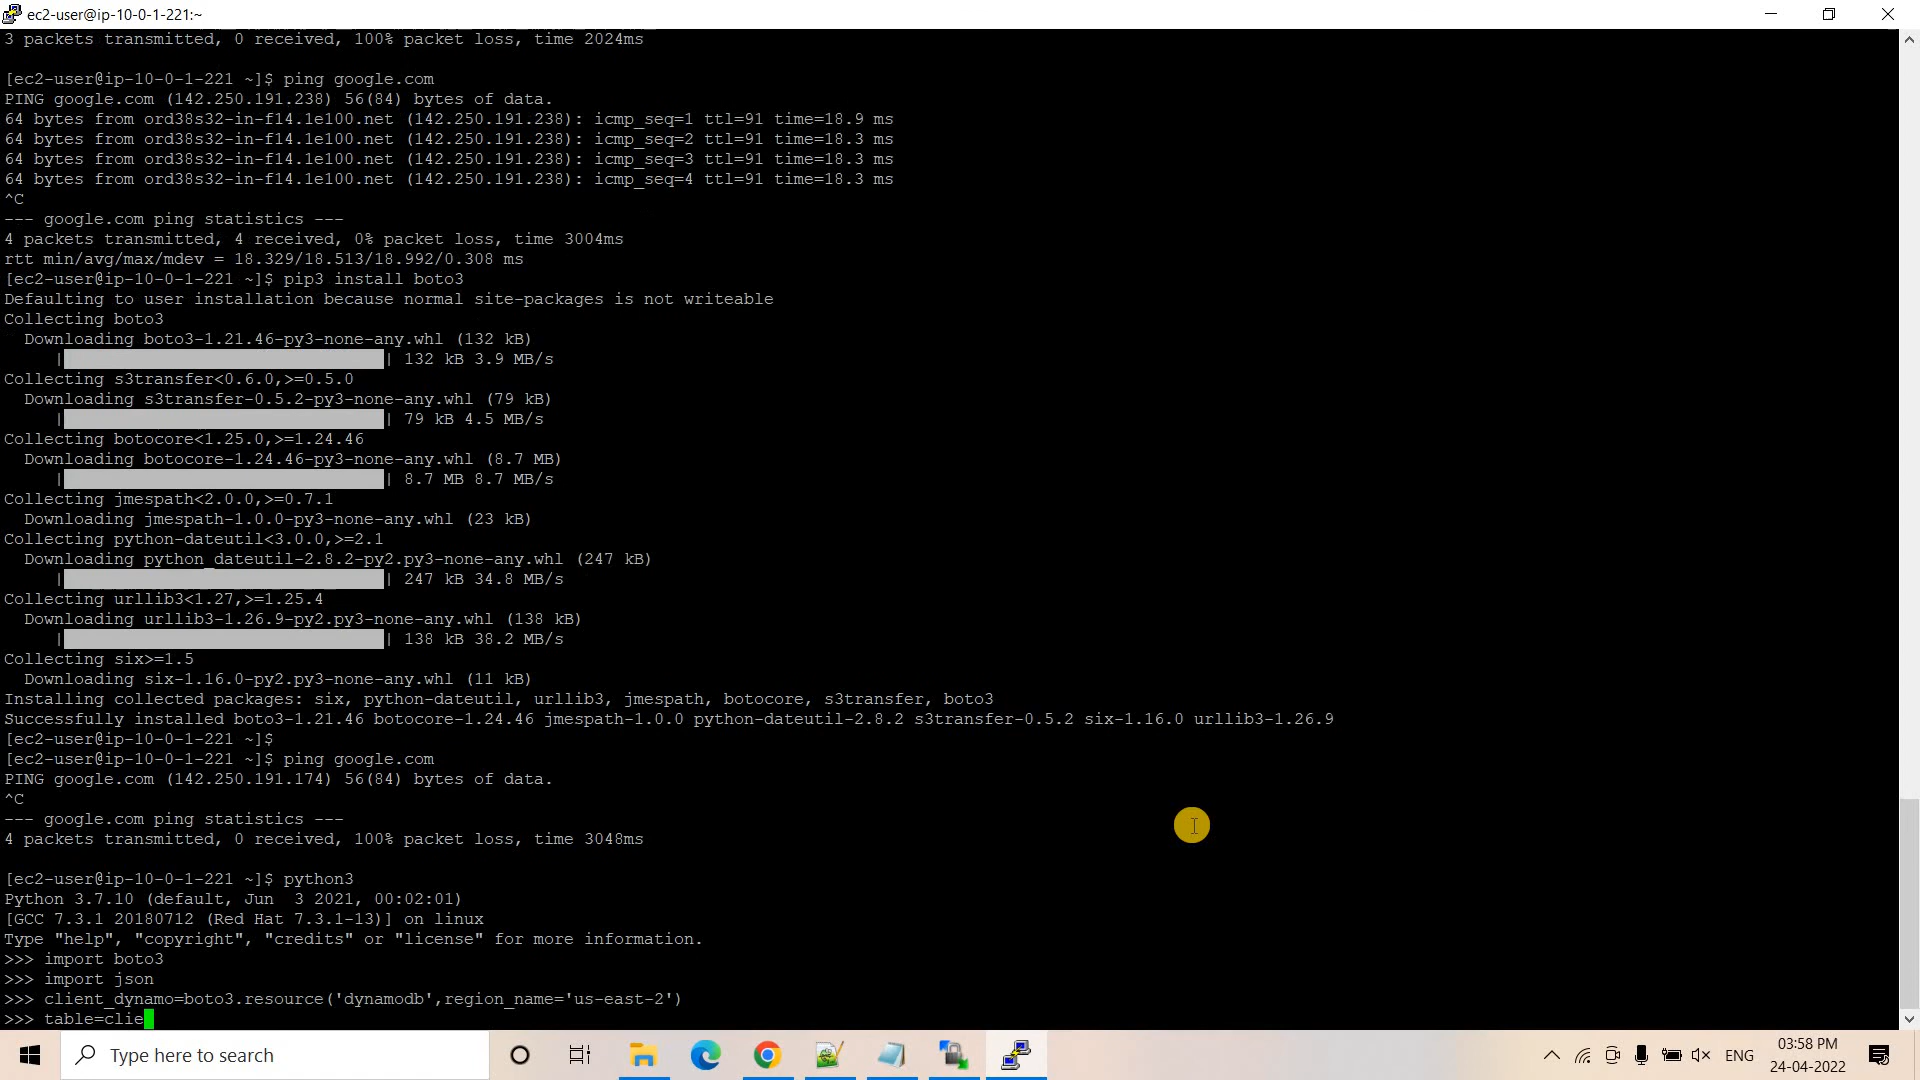 ec2-user@ip-10-0-1-221:~
3 packets transmitted, 0 received, 100% packet loss, time 2024ms
[ec2-user@ip-10-0-1-221 ~]$ ping google.com
PING google.com (142.250.191.238) 56(84) bytes of data.
64 bytes from ord38s32-in-f14.1e100.net (142.250.191.238): icmp_seq=1 ttl=91 time=18.9 ms
64 bytes from ord38s32-in-f14.1e100.net (142.250.191.238): icmp_seq=2 ttl=91 time=18.3 ms
64 bytes from ord38s32-in-f14.1e100.net (142.250.191.238): icmp_seq=3 ttl=91 time=18.3 ms
64 bytes from ord38s32-in-f14.1e100.net (142.250.191.238): icmp_seq=4 ttl=91 time=18.3 ms
^C
--- google.com ping statistics ---
4 packets transmitted, 4 received, 0% packet loss, time 3004ms
rtt min/avg/max/mdev = 18.329/18.513/18.992/0.308 ms
[ec2-user@ip-10-0-1-221 ~]$ pip3 install boto3
Defaulting to user installation because normal site-packages is not writeable
Collecting boto3
Downloading boto3-1.21.46-py3-none-any.whl (132 kB)
| | 132 kB 3.9 MB/s
Collecting s3transfer<0.6.0,>=0.5.0
Downloading s3transfer-0.5.2-py3-none-any.whl (79 kB)
| | 79 kB 4.5 MB/s
Collecting botocore<1.25.0,>=1.24.46
Downloading botocore-1.24.46-py3-none-any.whl (8.7 MB)
| | 8.7 MB 8.7 MB/s
Collecting jmespath<2.0.0,>=0.7.1
Downloading jmespath-1.0.0-py3-none-any.whl (23 kB)
Collecting python-dateutil<3.0.0,>=2.1
Downloading python_dateutil-2.8.2-py2.py3-none-any.whl (247 kB)
| | 247 kB 34.8 MB/s
Collecting urllib3<1.27,>=1.25.4
Downloading urllib3-1.26.9-py2.py3-none-any.whl (138 kB)
| | 138 kB 38.2 MB/s
Collecting six>=1.5
Downloading six-1.16.0-py2.py3-none-any.whl (11 kB)
Installing collected packages: six, python-dateutil, urllib3, jmespath, botocore, s3transfer, boto3
Successfully installed boto3-1.21.46 botocore-1.24.46 jmespath-1.0.0 python-dateutil-2.8.2 s3transfer-0.5.2 six-1.16.0 urllib3-1.26.9
[ec2-user@ip-10-0-1-221 ~]$
[ec2-user@ip-10-0-1-221 ~]$ ping google.com
PING google.com (142.250.191.174) 56(84) bytes of data.
^C
--- google.com ping statistics ---
4 packets transmitted, 0 received, 100% packet loss, time 3048ms
[ec2-user@ip-10-0-1-221 ~]$ python3
Python 3.7.10 (default, Jun  3 2021, 00:02:01)
[GCC 7.3.1 20180712 (Red Hat 7.3.1-13)] on linux
Type "help", "copyright", "credits" or "license" for more information.
>>> import boto3
>>> import json
>>> client_dynamo=boto3.resource('dynamodb',region_name='us-east-2')
>>> table=clie
Type here to search
ENG
03:58 PM
24-04-2022